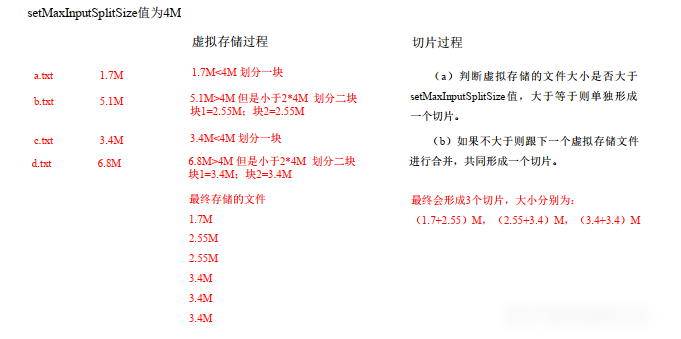 setMaxInputSplitSize值为4M
虚拟存储过程
切片过程
a.txt 1.7M 1.7M<4M 划分一块
b.txt 5.1M 5.1M>4M 但是小于2*4M 划分二块
块1=2.55M；块2=2.55M
c.txt 3.4M 3.4M<4M 划分一块
d.txt 6.8M 6.8M>4M 但是小于2*4M 划分二块
块1=3.4M；块2=3.4M
最终存储的文件
1.7M
2.55M
2.55M
3.4M
3.4M
3.4M
（a）判断虚拟存储的文件大小是否大于
setMaxInputSplitSize值，大于等于则单独形成
一个切片。
（b）如果不大于则跟下一个虚拟存储文件
进行合并，共同形成一个切片。
最终会形成3个切片，大小分别为：
（1.7+2.55）M，（2.55+3.4）M，（3.4+3.4）M